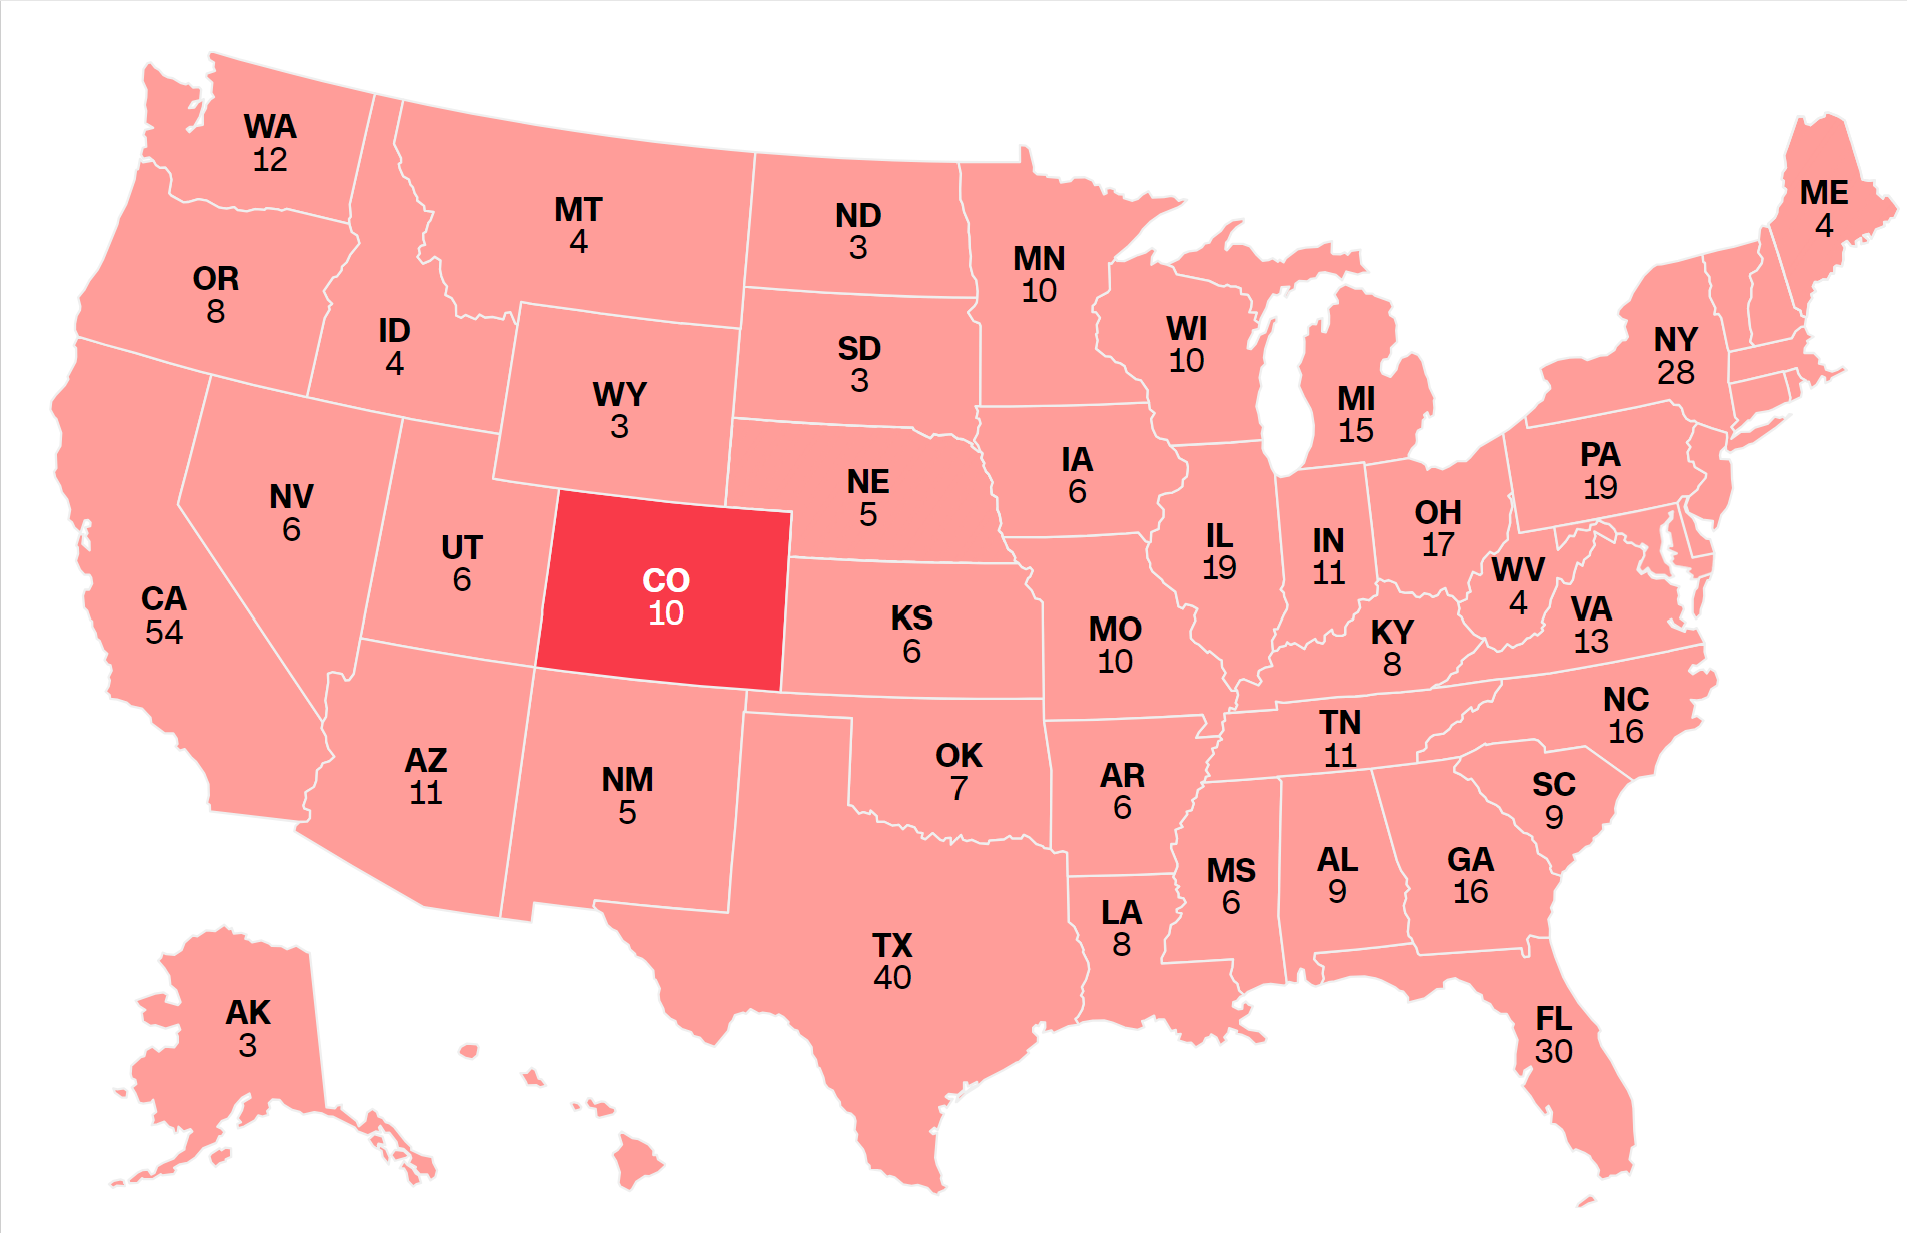 WA
12
MT
4
ND
3
MN
10
ME
4
OR
8
ID
4
SD
3
WI
10
NY
28
WY
3
MI
15
IA
6
PA
19
NE
5
NV
6
OH
17
UT
6
IL
19
IN
11
WV
4
CO
10
CA
54
VA
13
KS
6
MO
10
KY
8
NC
16
TN
11
OK
7
AZ
11
NM
5
AR
6
SC
9
MS
6
AL
9
GA
16
LA
8
TX
40
AK
3
FL
30